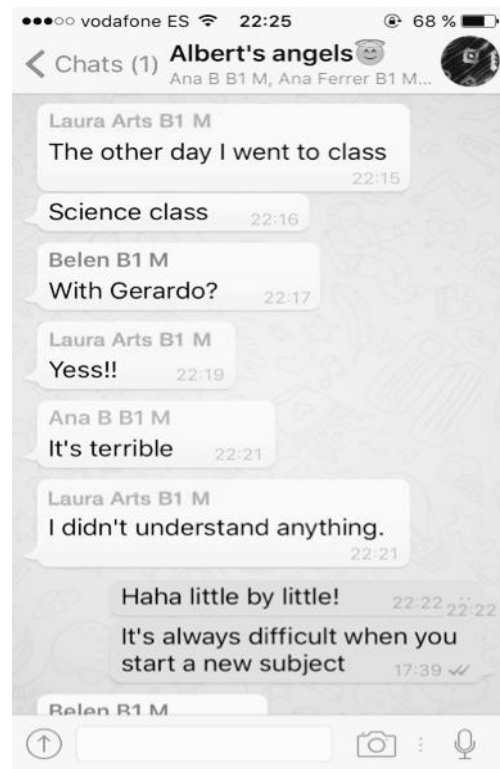 vodafone ES 22:25 68 %
Chats (1) Albert's angels😇
Ana B B1 M, Ana Ferrer B1 M...
Laura Arts B1 M
The other day I went to class
22:15
Science class 22:16
Belen B1 M
With Gerardo? 22:17
Laura Arts B1 M
Yess!! 22:19
Ana B B1 M
It's terrible 22:21
Laura Arts B1 M
I didn't understand anything.
22:21
Haha little by little! 22:22 22:22
It's always difficult when you
start a new subject 17:39
Belen B1 M